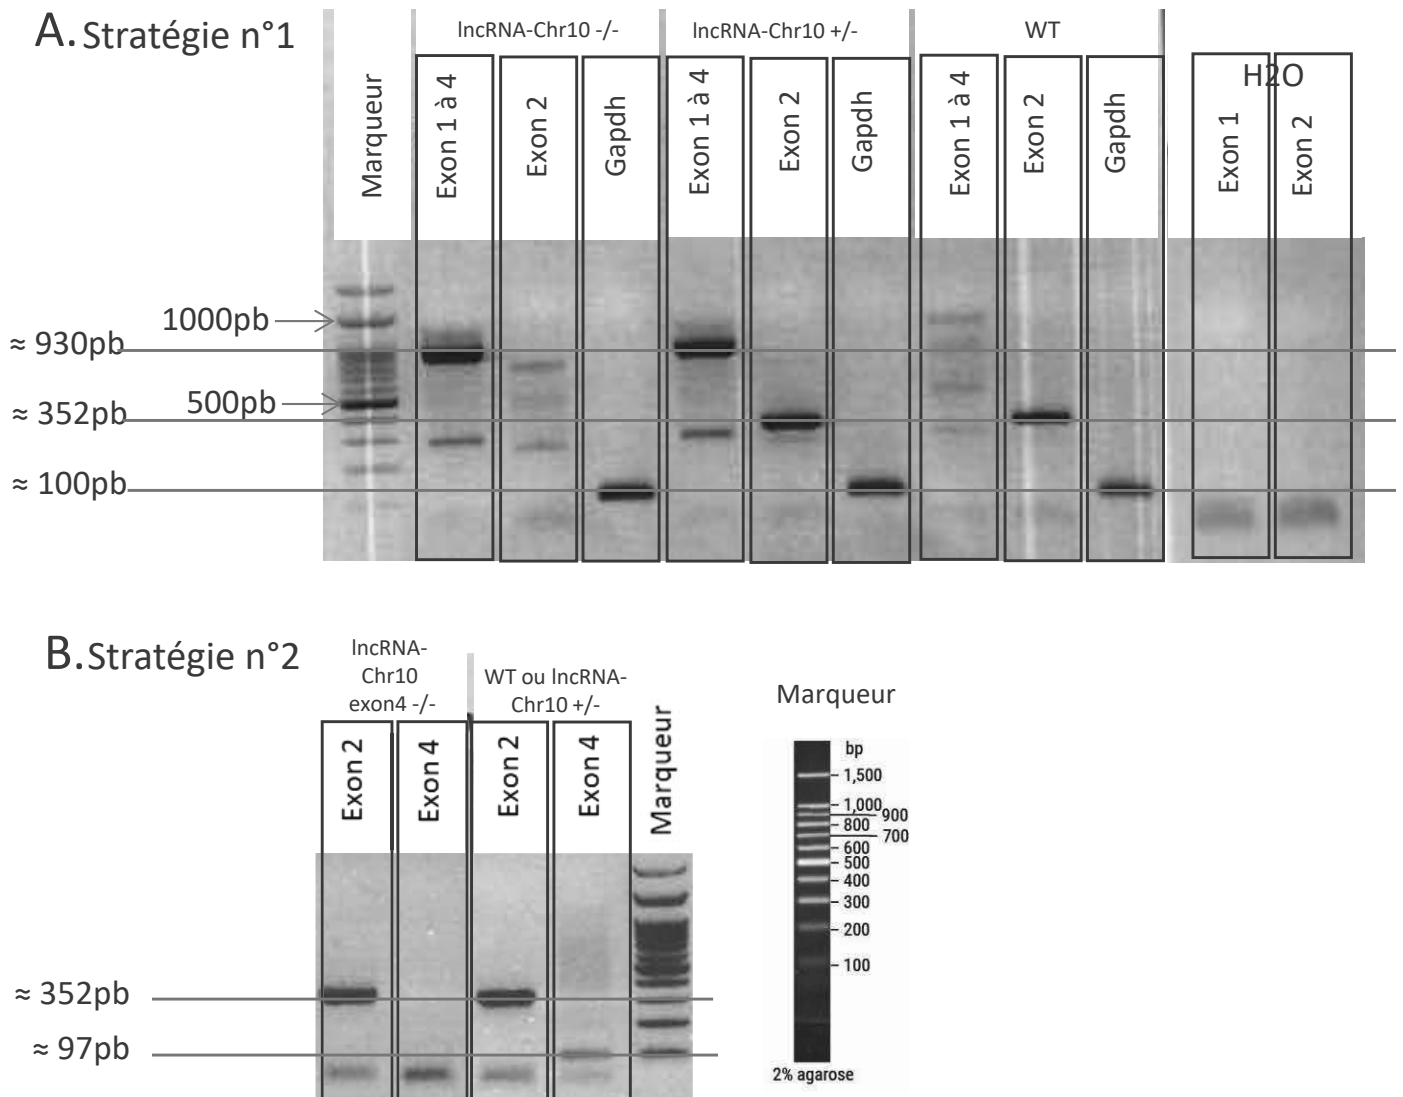 A. Stratégie n°1
lncRNA-Chr10 -/-
lncRNA-Chr10 +/-
WT
H2O
Marqueur
Exon 1 à 4
Exon 2
Gapdh
Exon 1 à 4
Exon 2
Gapdh
Exon 1 à 4
Exon 2
Gapdh
Exon 1
Exon 2
1000pb
≈ 930pb
500pb
≈ 352pb
≈ 100pb
B. Stratégie n°2
lncRNA-
Chr10
exon4 -/-
WT ou lncRNA-
Chr10 +/-
Exon 2
Exon 4
Exon 2
Exon 4
Marqueur
≈ 352pb
≈ 97pb
Marqueur
bp
1,500
1,000
900
800
700
600
500
400
300
200
100
2% agarose